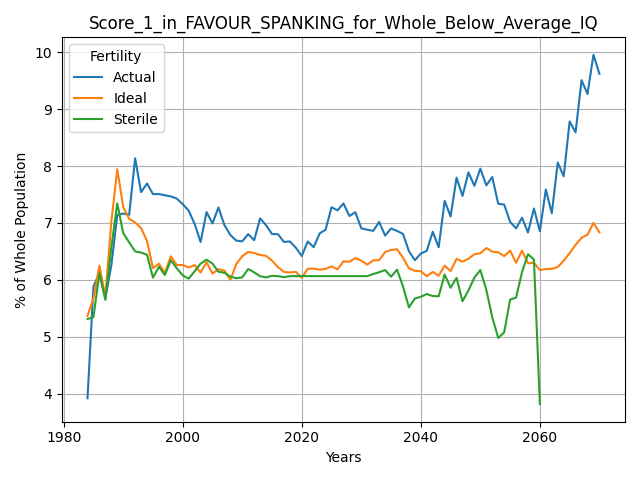 Score_1_in_FAVOUR_SPANKING_for_Whole_Below_Average_IQ
Fertility
Actual
Ideal
Sterile
% of Whole Population
10
9
8
7
6
5
4
1980 2000 2020 2040 2060
Years